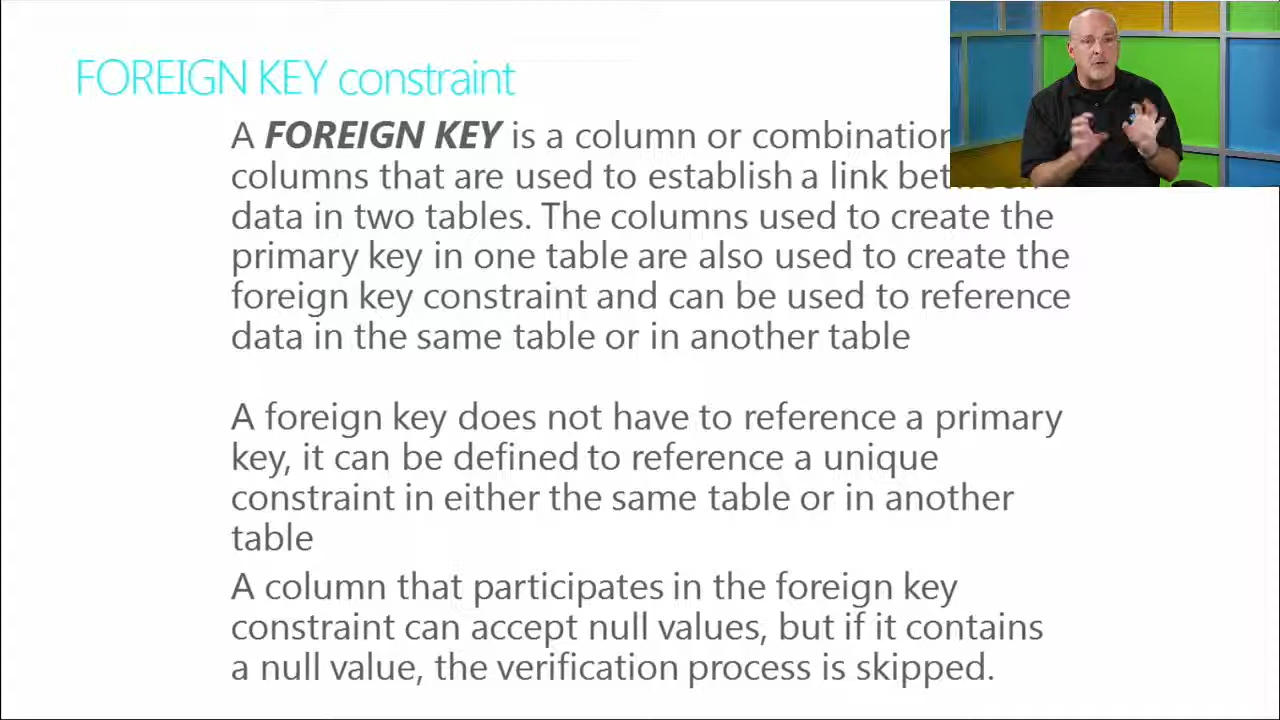 FOREIGN KEY constraint
A FOREIGN KEY is a column or combination
columns that are used to establish a link between
data in two tables. The columns used to create the
primary key in one table are also used to create the
foreign key constraint and can be used to reference
data in the same table or in another table
A foreign key does not have to reference a primary
key, it can be defined to reference a unique
constraint in either the same table or in another
table
A column that participates in the foreign key
constraint can accept null values, but if it contains
a null value, the verification process is skipped.